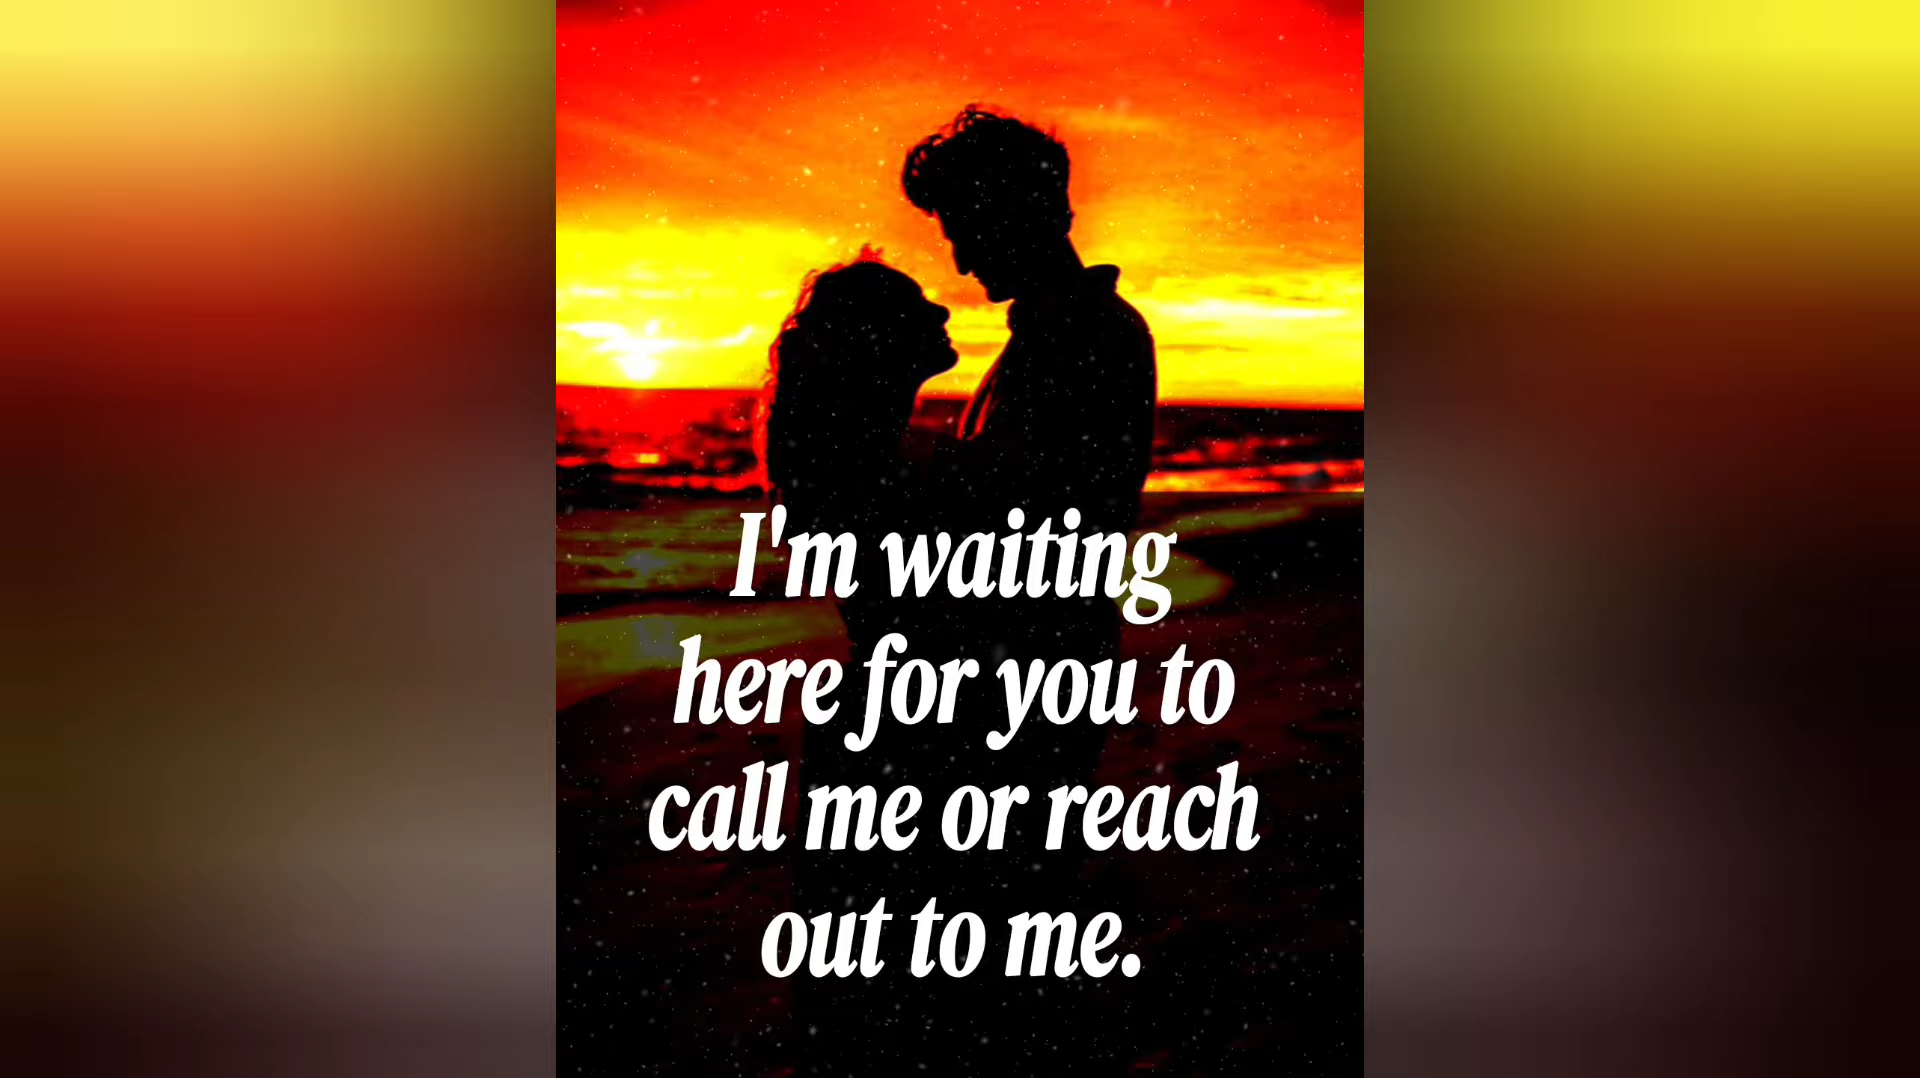 I'm waiting
here for you to
call me or reach
out to me.